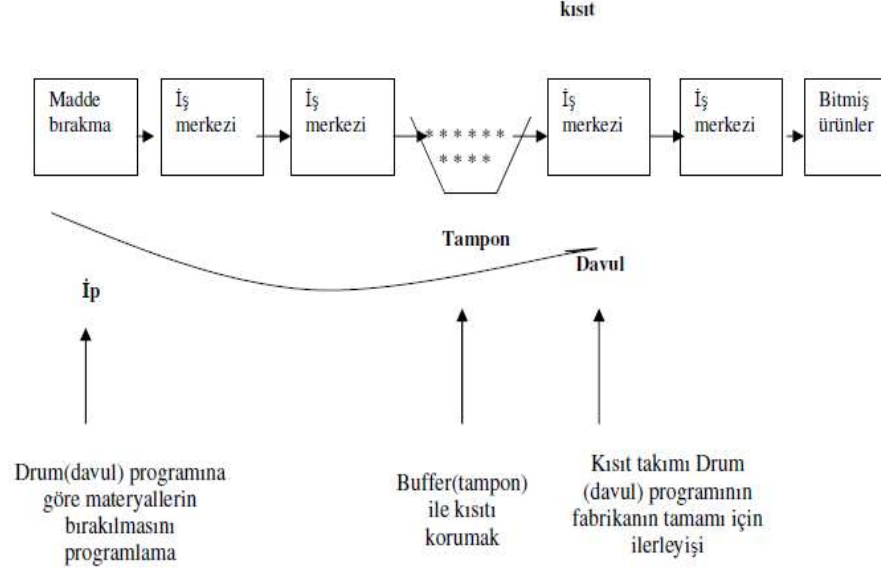 kısıt
Madde
bırakma
İş
merkezi
İş
merkezi
* * * * * *
* * * *
İş
merkezi
İş
merkezi
Bitmiş
ürünler
Tampon
Davul
İp
Drum(davul) programına
göre materyallerin
bırakılmasını
programlama
Buffer(tampon)
ile kısıtı
korumak
Kısıt takımı Drum
(davul) programının
fabrikanın tamamı için
ilerleyişi